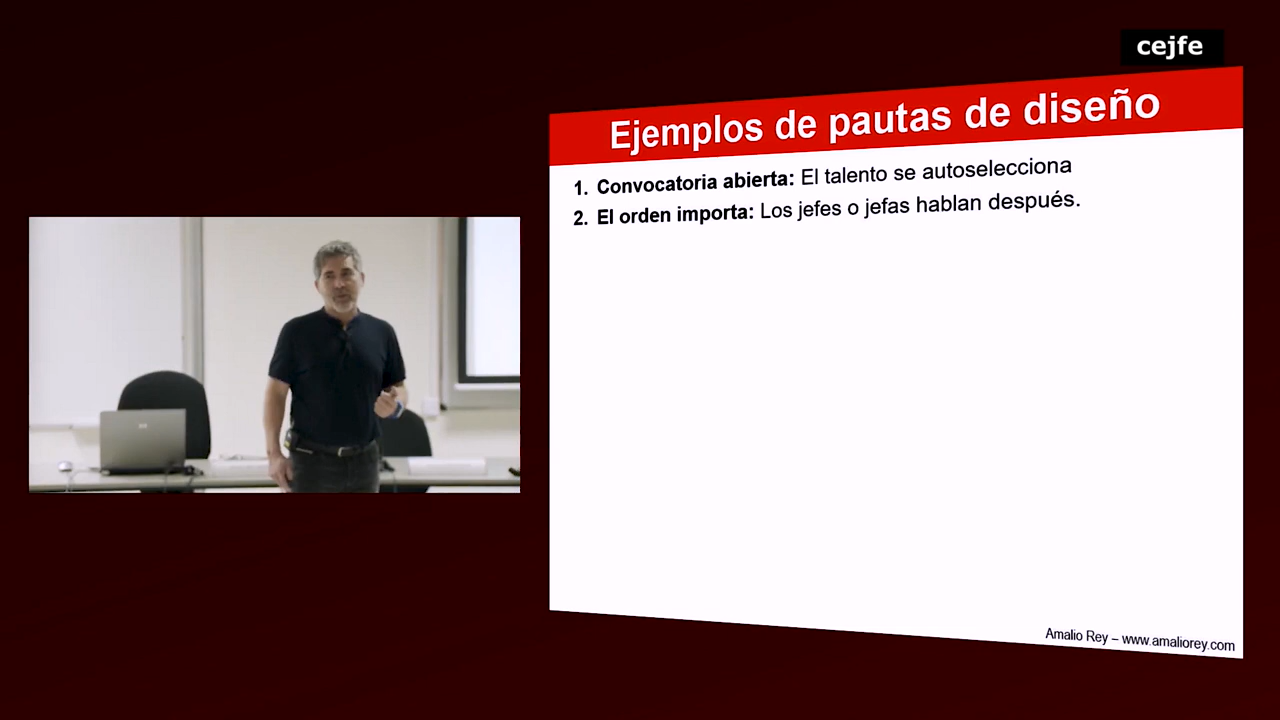 cejfe
Ejemplos de pautas de diseño
1. Convocatoria abierta: El talento se autoselecciona
2. El orden importa: Los jefes o jefas hablan después.
Amalio Rey – www.amaliorey.com